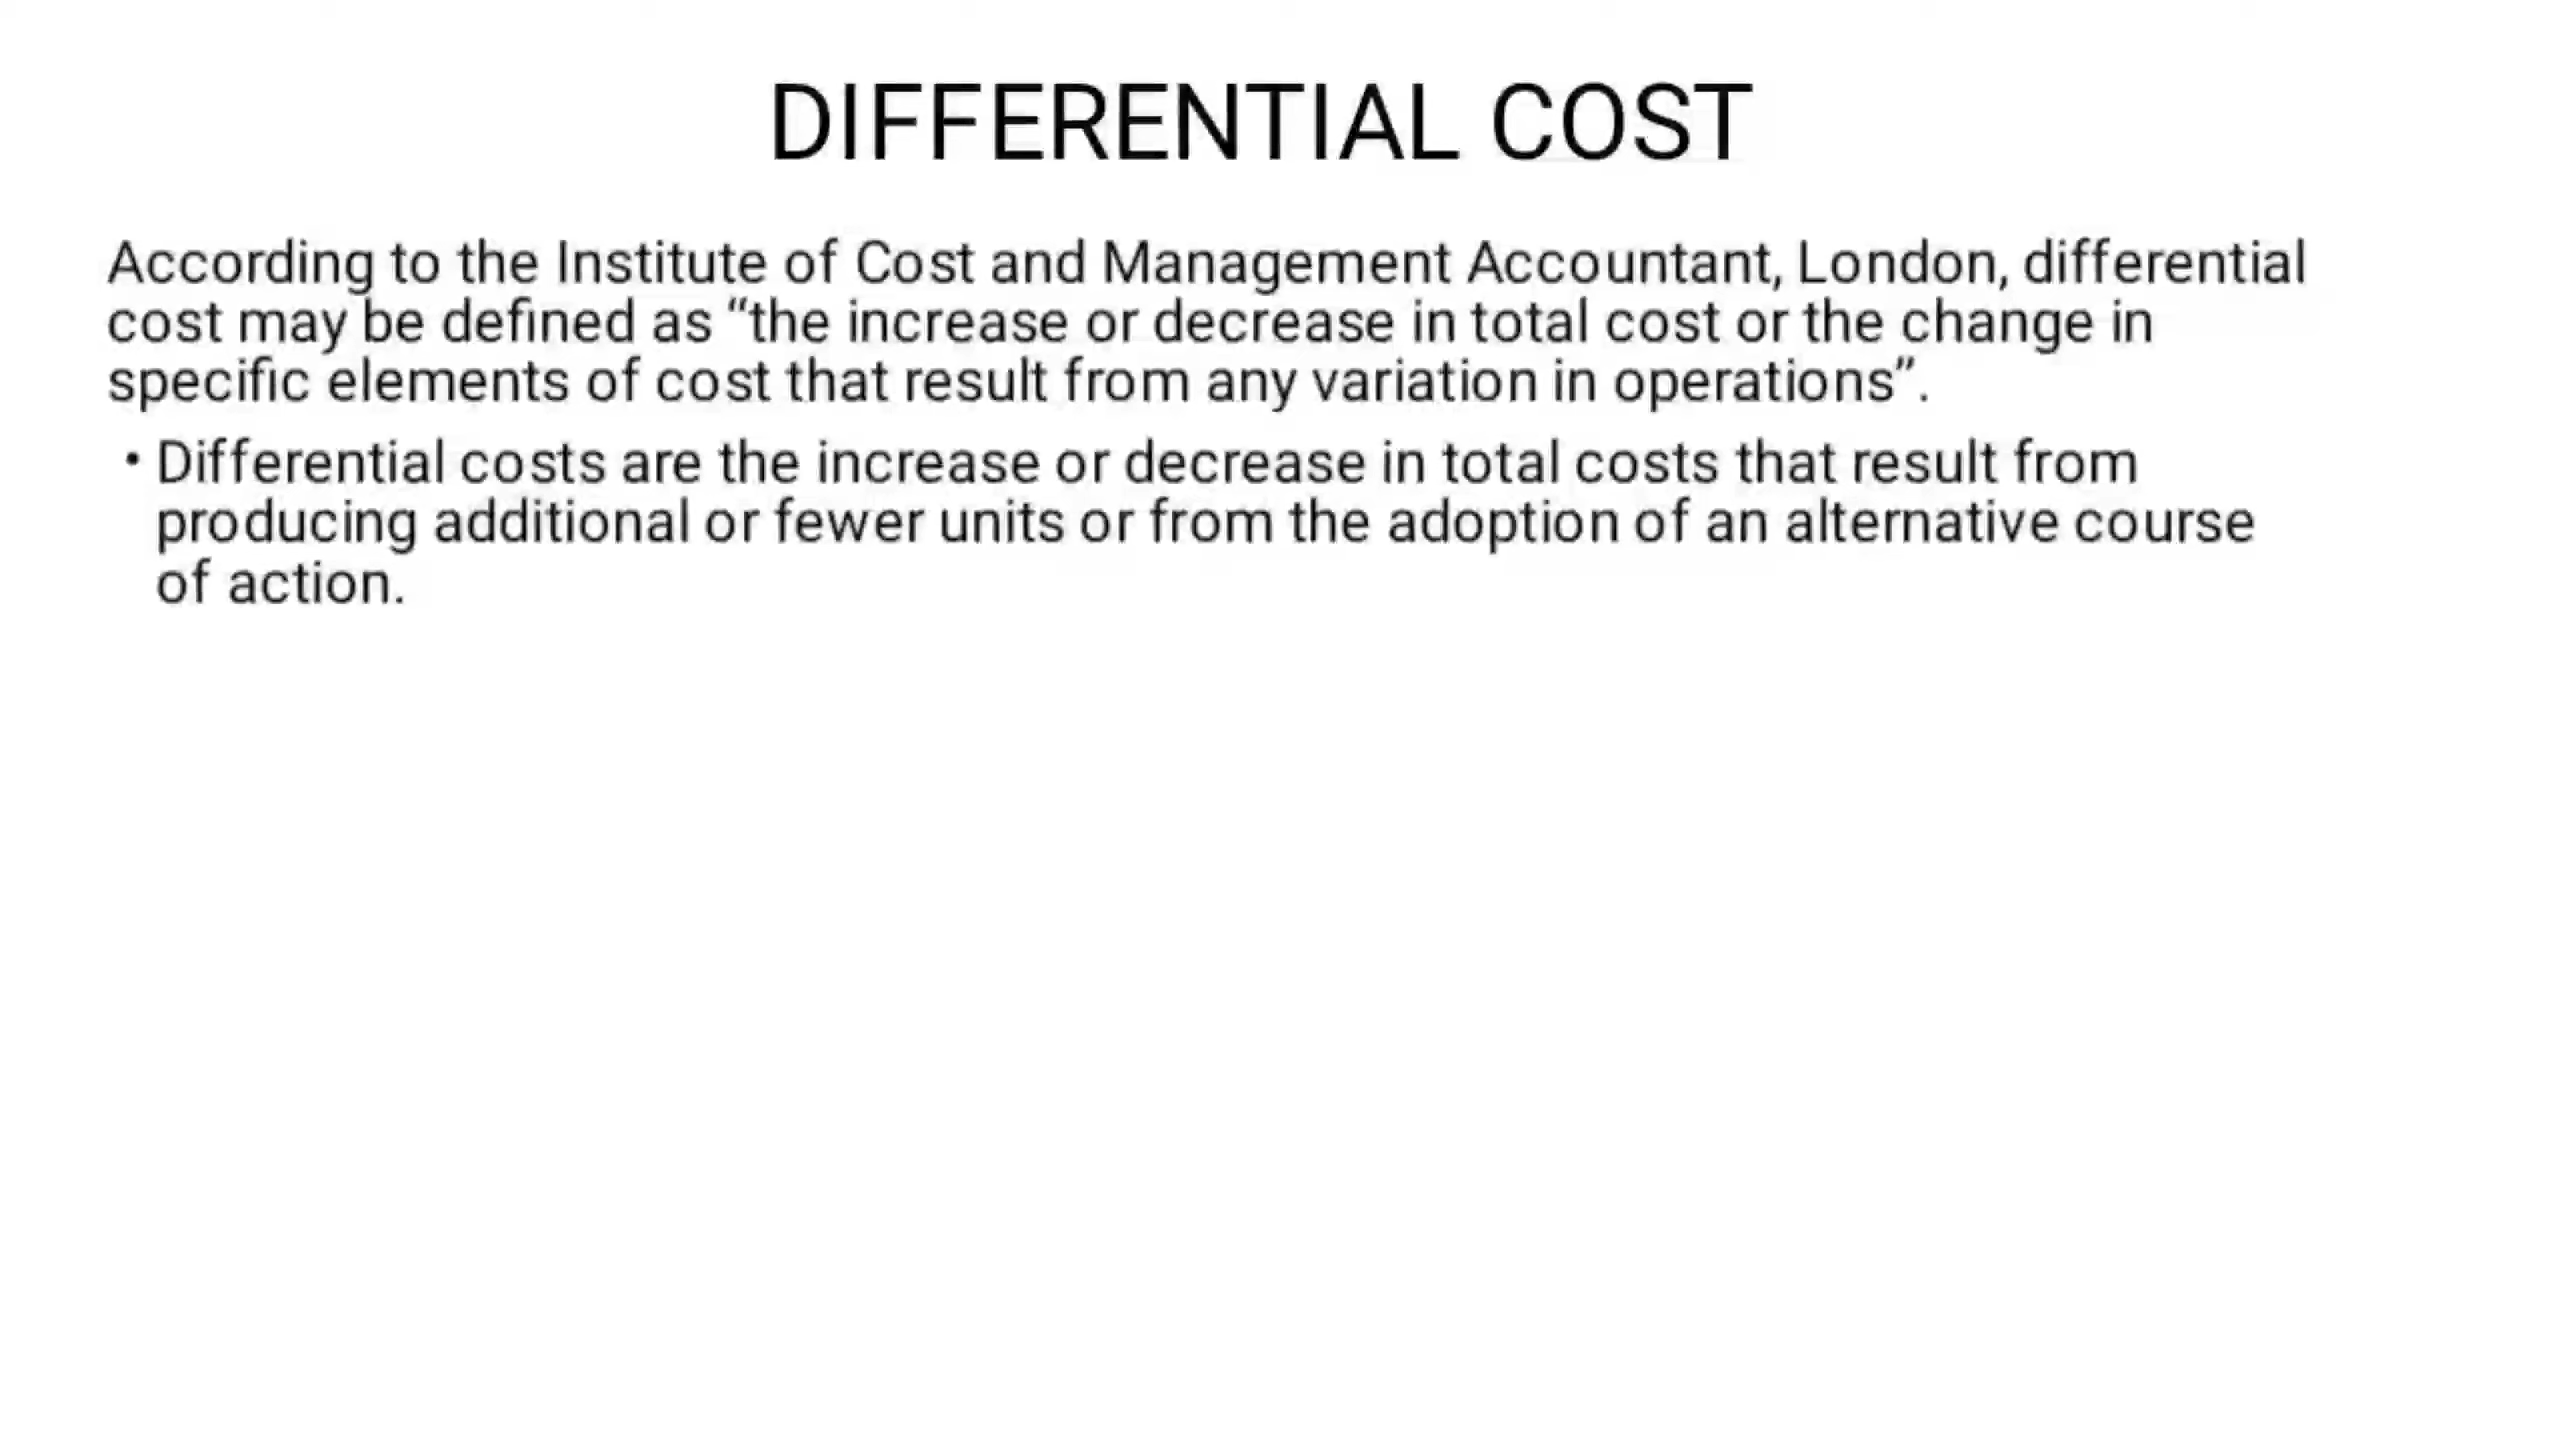 DIFFERENTIAL COST
According to the Institute of Cost and Management Accountant, London, differential
cost may be defined as “the increase or decrease in total cost or the change in
specific elements of cost that result from any variation in operations”.
• Differential costs are the increase or decrease in total costs that result from
producing additional or fewer units or from the adoption of an alternative course
of action.